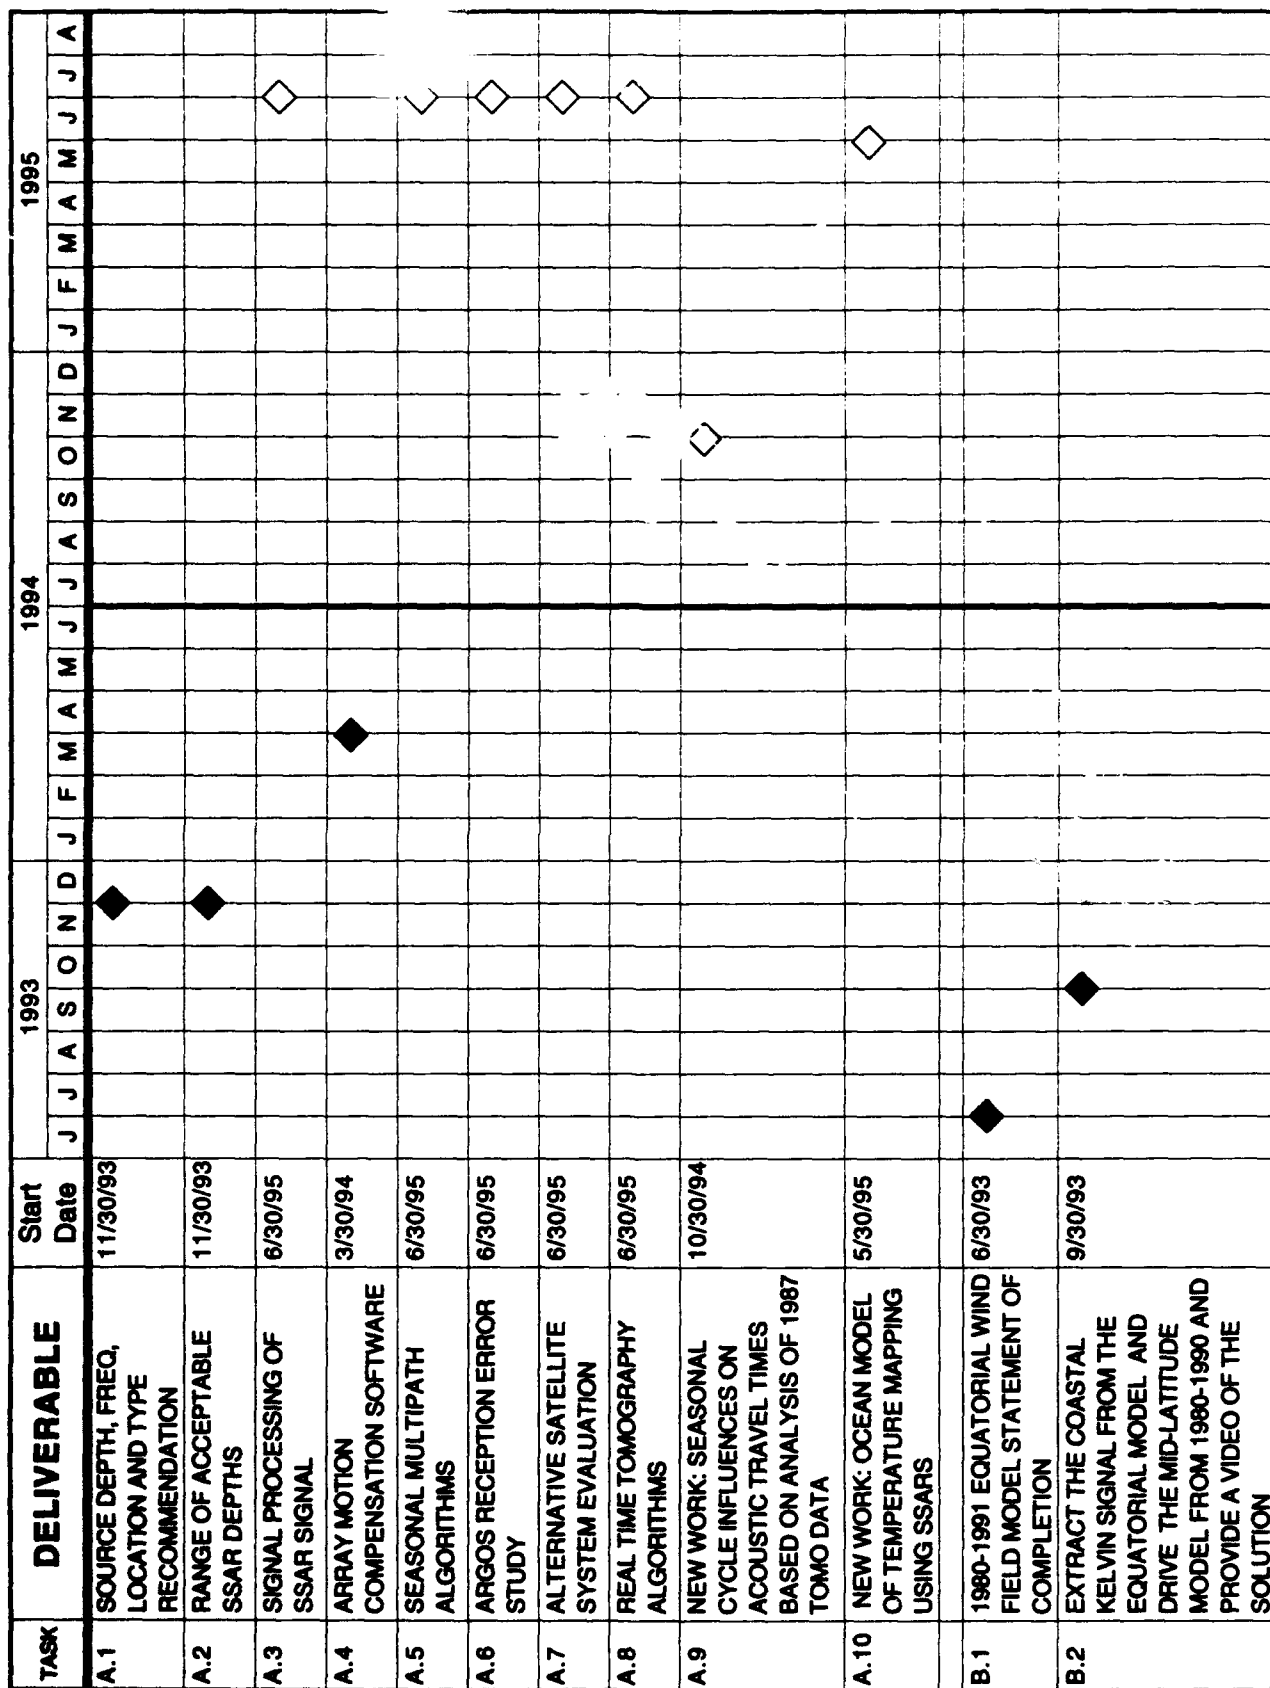 TASK
DELIVERABLE
Start
Date
1993
1994
1995
J J A S O N D J F M A M J J A S O N D J F M A M J J A
A.1
SOURCE DEPTH, FREQ,
LOCATION AND TYPE
RECOMMENDATION
11/30/93
A.2
RANGE OF ACCEPTABLE
SSAR DEPTHS
11/30/93
A.3
SIGNAL PROCESSING OF
SSAR SIGNAL
6/30/95
A.4
ARRAY MOTION
COMPENSATION SOFTWARE
3/30/94
A.5
SEASONAL MULTIPATH
ALGORITHMS
6/30/95
A.6
ARGOS RECEPTION ERROR
STUDY
6/30/95
A.7
ALTERNATIVE SATELLITE
SYSTEM EVALUATION
6/30/95
A.8
REAL TIME TOMOGRAPHY
ALGORITHMS
6/30/95
A.9
NEW WORK: SEASONAL
CYCLE INFLUENCES ON
ACOUSTIC TRAVEL TIMES
BASED ON ANALYSIS OF 1987
TOMO DATA
10/30/94
A.10
NEW WORK: OCEAN MODEL
OF TEMPERATURE MAPPING
USING SSARS
5/30/95
B.1
1980-1991 EQUATORIAL WIND
FIELD MODEL STATEMENT OF
COMPLETION
6/30/93
B.2
EXTRACT THE COASTAL
KELVIN SIGNAL FROM THE
EQUATORIAL MODEL AND
DRIVE THE MID-LATITUDE
MODEL FROM 1980-1990 AND
PROVIDE A VIDEO OF THE
SOLUTION
9/30/93